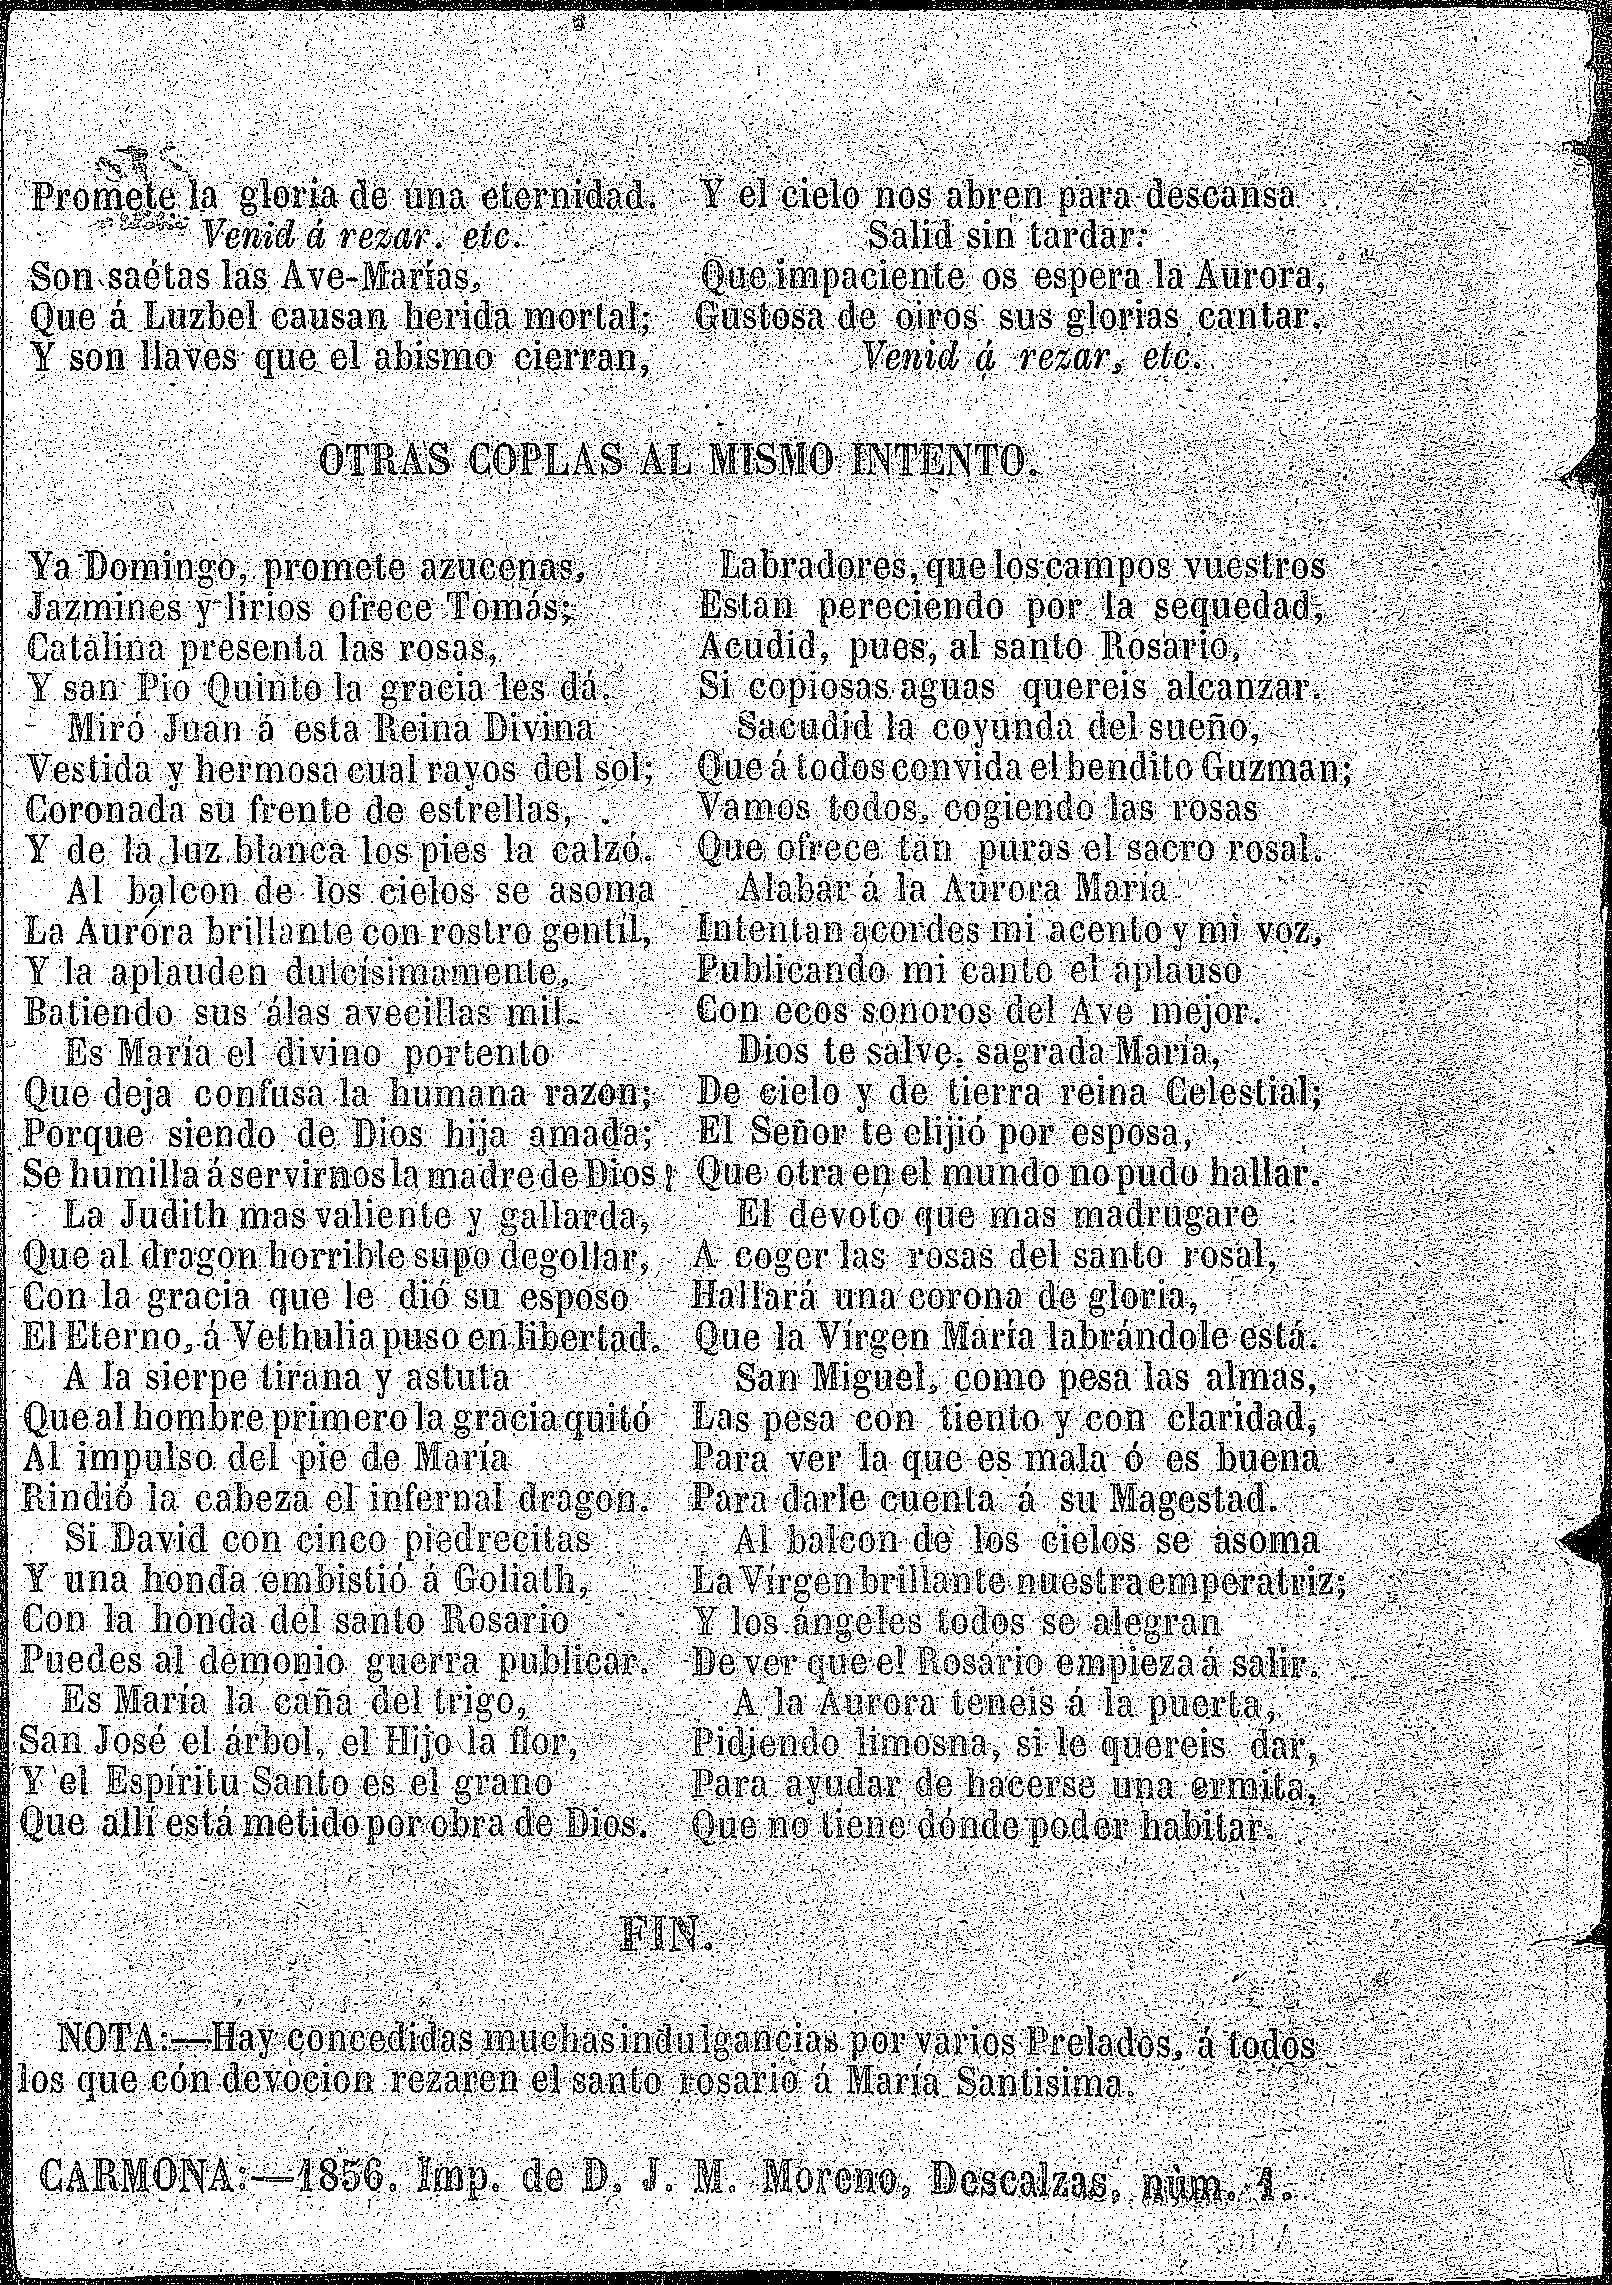 Promete la gloria de una eternidad.
Venid á rezar. etc.
Son saétas las Ave-Marías,
Que á Luzbel causan herida mortal;
Y son llaves que el abismo cierran,
Y el cielo nos abren para descansa
Salid sin tardar:
Que impaciente os espera la Aurora,
Gustosa de oiros sus glorias cantar.
Venid á rezar, etc.
OTRAS COPLAS AL MISMO INTENTO.
Ya Domingo, promete azucenas,
Jazmines y lirios ofrece Tomás;
Catalina presenta las rosas,
Y san Pio Quinto la gracia les dá.
Miró Juan á esta Reina Divina
Vestida y hermosa cual rayos del sol;
Coronada su frente de estrellas,
Y de la luz blanca los pies la calzó.
Al balcon de los cielos se asoma
La Auróra brillante con rostro gentil,
Y la aplauden dulcísimamente,
Batiendo sus álas avecillas mil.
Es María el divino portento
Que deja confusa la humana razon;
Porque siendo de Dios hija amada;
Se humilla á servirnos la madre de Dios!
La Judith mas valiente y gallarda,
Que al dragon horrible supo degollar,
Con la gracia que le dió su esposo
El Eterno, á Vethulia puso en libertad.
A la sierpe tirana y astuta
Que al hombre primero la gracia quitó
Al impulso del pie de María
Rindió la cabeza el infernal dragon.
Si David con cinco piedrecitas
Y una honda embistió á Goliath,
Con la honda del santo Rosario
Puedes al demonio guerra publicar.
Es María la caña del trigo,
San José el árbol, el Hijo la flor,
Y el Espíritu Santo es el grano
Que allí está metido por obra de Dios.
Labradores, que los campos vuestros
Estan pereciendo por la sequedad,
Acudid, pues, al santo Rosario,
Si copiosas aguas quereis alcanzar.
Sacudid la coyunda del sueño,
Que á todos convida el bendito Guzman;
Vamos todos, cogiendo las rosas
Que ofrece tan puras el sacro rosal.
Alabar á la Aurora María
Intentan acordes mi acento y mi voz,
Publicando mi canto el aplauso
Con ecos sonoros del Ave mejor.
Dios te salve, sagrada María,
De cielo y de tierra reina Celestial;
El Señor te elijió por esposa,
Que otra en el mundo no pudo hallar.
El devoto que mas madrugare
A coger las rosas del santo rosal,
Hallará una corona de gloria,
Que la Vírgen María labrándole está.
San Miguel, como pesa las almas,
Las pesa con tiento y con claridad,
Para ver la que es mala ó es buena
Para darle cuenta á su Magestad.
Al balcon de los cielos se asoma
La Vírgen brillante nuestra emperatriz;
Y los ángeles todos se alegran
De ver que el Rosario empieza á salir.
A la Aurora teneis á la puerta,
Pidiendo limosna, si le quereis dar,
Para ayudar de hacerse una ermita,
Que no tiene dónde poder habitar.
FIN.
NOTA:—Hay concedidas muchas indulgancias por varios Prelados, á todos
los que cón devocion rezaren el santo rosario á María Santisima.
CARMONA:—1856. Imp. de D. J. M. Moreno, Descalzas, núm. 1.